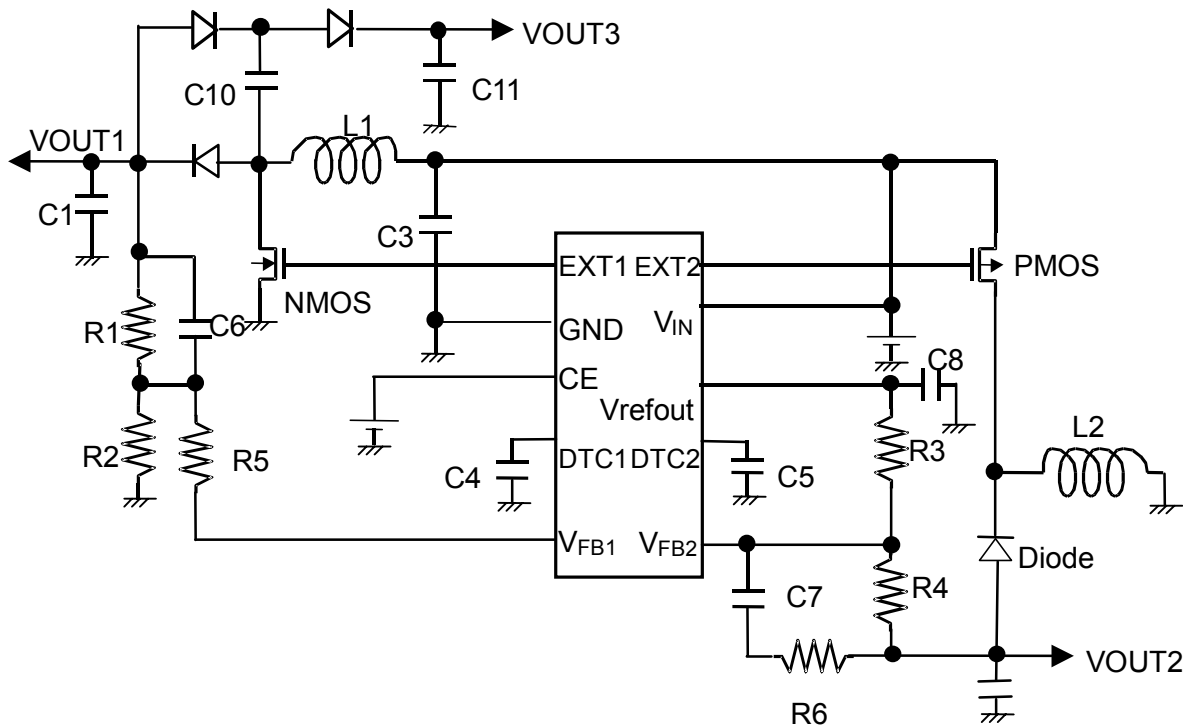 VOUT3
C10
C11
L1
VOUT1
C1
C3
EXT1 EXT2
PMOS
NMOS
R1
C6
GND
VIN
C8
CE
Vrefout
R2
R5
C4
DTC1 DTC2
C5
R3
L2
VFB1
VFB2
Diode
C7
R4
R6
VOUT2